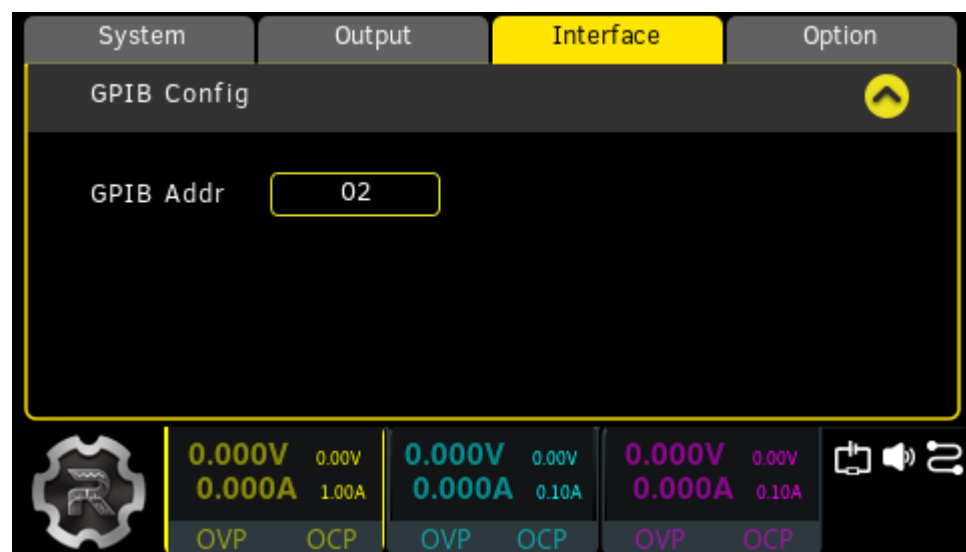 System Output Interface Option
GPIB Config
GPIB Addr 02
0.000V 0.00V 0.000V 0.00V 0.000V 0.00V
0.000A 1.00A 0.000A 0.10A 0.000A 0.10A
OVP OCP OVP OCP OVP OCP
R